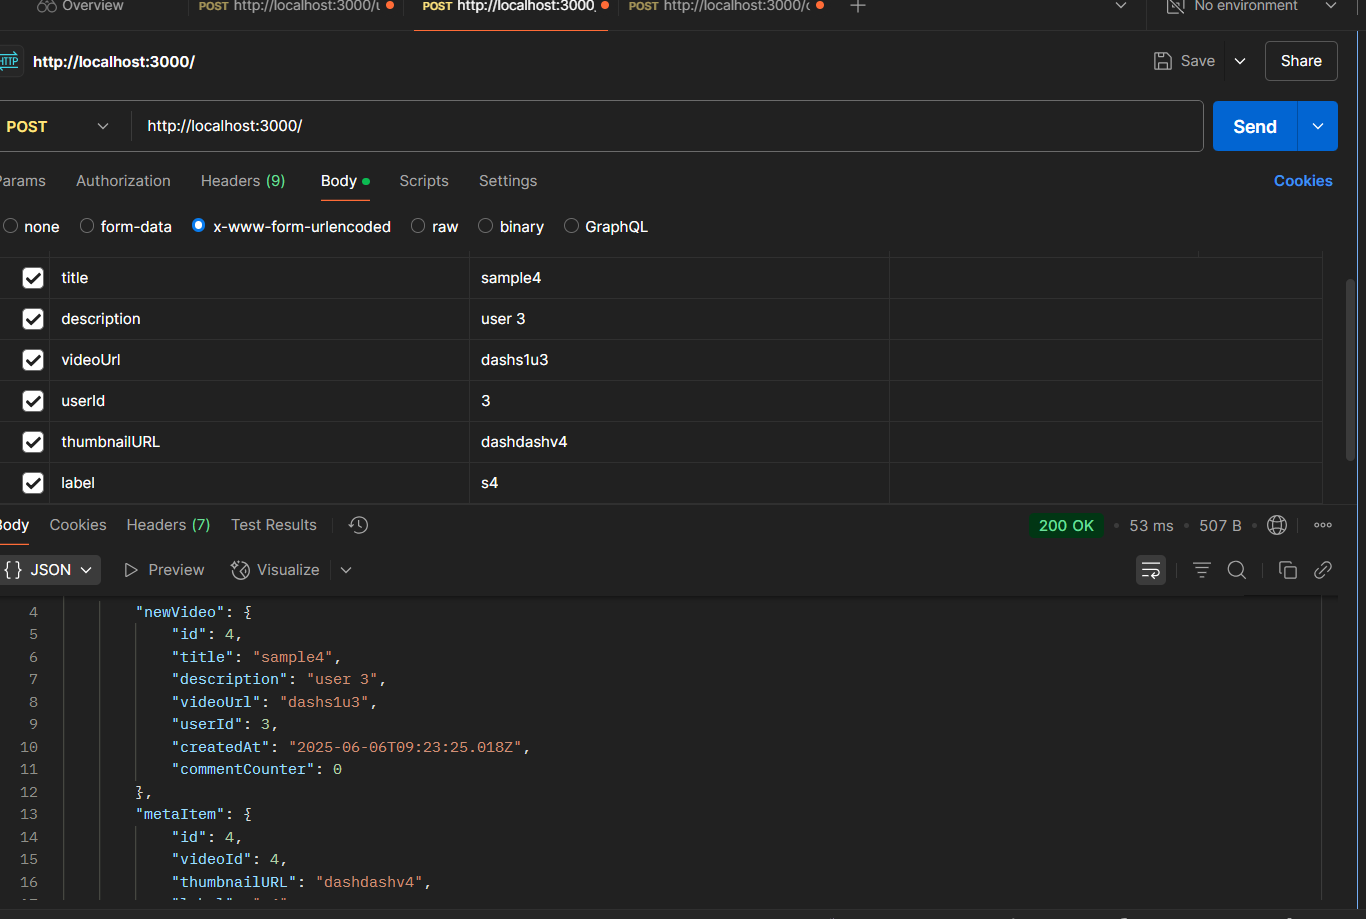 Overview POST http://localhost:3000/ POST http://localhost:3000, POST http://localhost:3000/ No environment
HTTP http://localhost:3000/ Save Share
POST http://localhost:3000/ Send
Params Authorization Headers (9) Body Scripts Settings Cookies
none form-data x-www-form-urlencoded raw binary GraphQL
title sample4
description user 3
videoUrl dashs1u3
userId 3
thumbnailURL dashdashv4
label s4
Body Cookies Headers (7) Test Results 200 OK 53 ms 507 B
{} JSON Preview Visualize
4 "newVideo": {
5 "id": 4,
6 "title": "sample4",
7 "description": "user 3",
8 "videoUrl": "dashs1u3",
9 "userId": 3,
10 "createdAt": "2025-06-06T09:23:25.018Z",
11 "commentCounter": 0
12 },
13 "metaItem": {
14 "id": 4,
15 "videoId": 4,
16 "thumbnailURL": "dashdashv4",